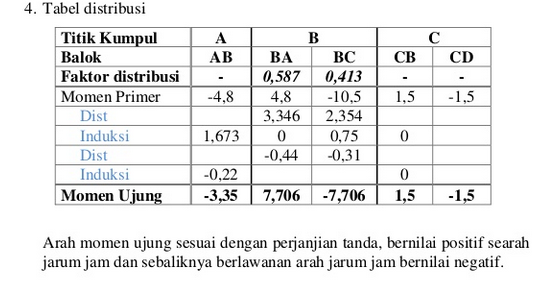 4. Tabel distribusi
Titik Kumpul A B C
Balok AB BA BC CB CD
Faktor distribusi - 0,587 0,413 - -
Momen Primer -4,8 4,8 -10,5 1,5 -1,5
Dist 3,346 2,354
Induksi 1,673 0 0,75 0
Dist -0,44 -0,31
Induksi -0,22 0
Momen Ujung -3,35 7,706 -7,706 1,5 -1,5
Arah momen ujung sesuai dengan perjanjian tanda, bernilai positif searah
jarum jam dan sebaliknya berlawanan arah jarum jam bernilai negatif.